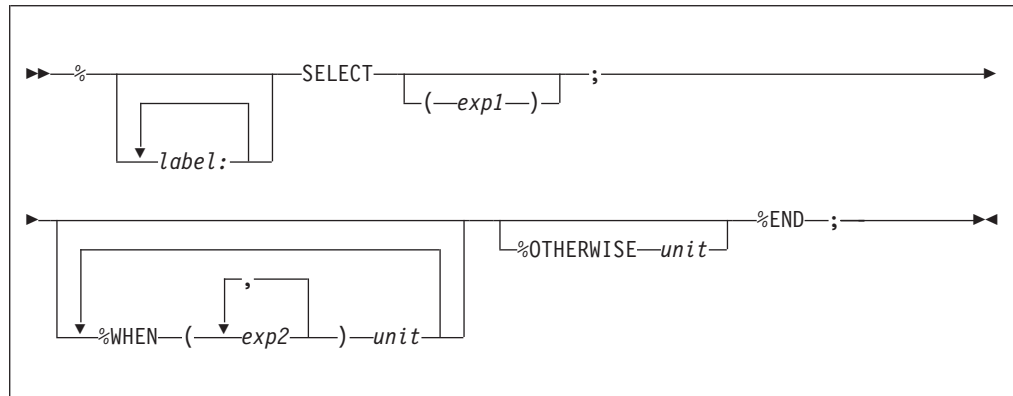 % SELECT ;
( exp1 )
label:
%END ;
%OTHERWISE unit
,
%WHEN ( exp2 ) unit